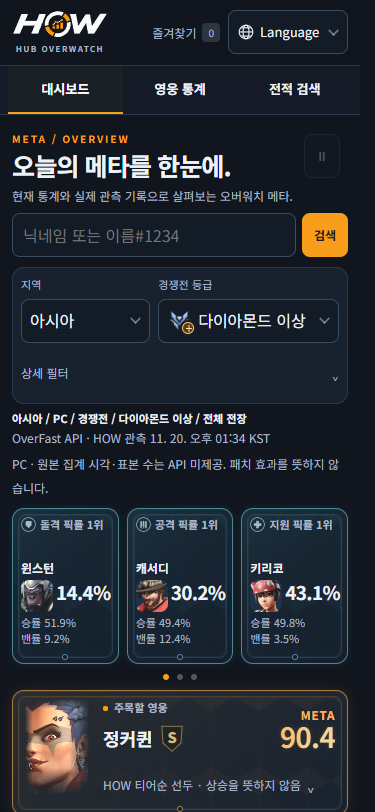 HOW
HUB OVERWATCH
즐겨찾기 0
Language
대시보드 영웅 통계 전적 검색
META / OVERVIEW
오늘의 메타를 한눈에.
현재 통계와 실제 관측 기록으로 살펴보는 오버워치 메타.
닉네임 또는 이름#1234 검색
지역 경쟁전 등급
아시아 다이아몬드 이상
상세 필터
아시아 / PC / 경쟁전 / 다이아몬드 이상 / 전체 전장
OverFast API · HOW 관측 11. 20. 오후 01:34 KST
PC · 원본 집계 시각·표본 수는 API 미제공. 패치 효과를 뜻하지 않
습니다.
돌격 픽률 1위 공격 픽률 1위 지원 픽률 1위
윈스턴 캐서디 키리코
14.4% 30.2% 43.1%
승률 51.9% 승률 49.4% 승률 49.8%
밴률 9.2% 밴률 12.4% 밴률 3.5%
주목할 영웅
META
정커퀸 S 90.4
HOW 티어순 선두 · 상승을 뜻하지 않음